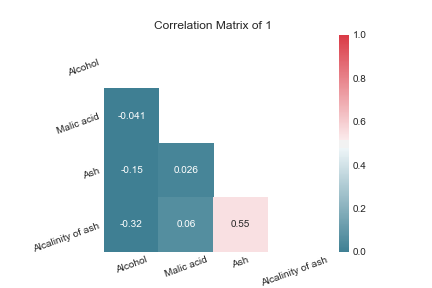 Correlation Matrix of 1
Alcohol
Malic acid
Ash
Alcalinity of ash
-0.041
-0.15 0.026
-0.32 0.06 0.55
Alcohol Malic acid Ash Alcalinity of ash
1.0
0.8
0.6
0.4
0.2
0.0